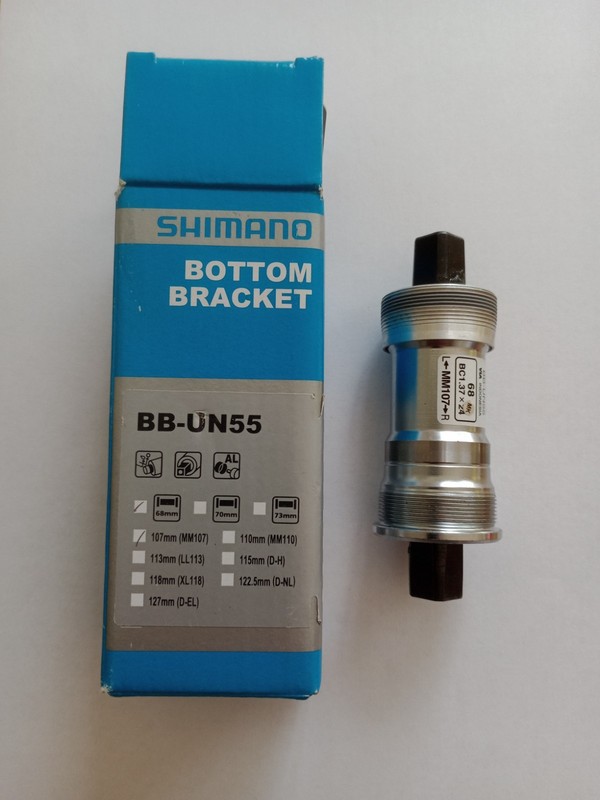 SHIMANO
BOTTOM
BRACKET
BB-UN55
AL
68mm 70mm 73mm
107mm (MM107) 110mm (MM110)
113mm (LL113) 115mm (D-H)
118mm (XL118) 122.5mm (D-NL)
127mm (D-EL)
68
BC1.37×24
L←MM107→R